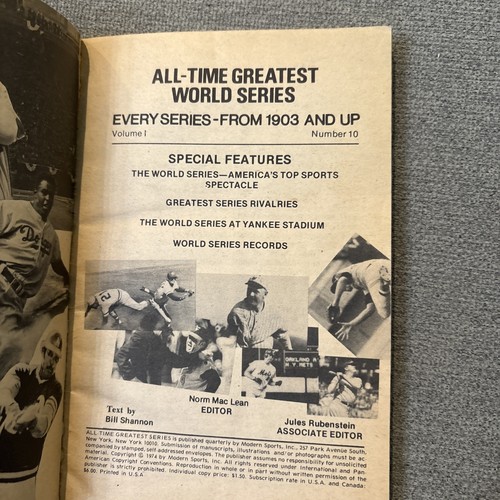 ALL-TIME GREATEST
WORLD SERIES
EVERY SERIES-FROM 1903 AND UP
Volume I Number 10
SPECIAL FEATURES
THE WORLD SERIES—AMERICA'S TOP SPORTS
SPECTACLE
GREATEST SERIES RIVALRIES
THE WORLD SERIES AT YANKEE STADIUM
WORLD SERIES RECORDS
OAKLAND A
N Y METS
Norm Mac Lean
EDITOR
Text by
Bill Shannon
Jules Rubenstein
ASSOCIATE EDITOR
ALL-TIME GREATEST SERIES is published quarterly by Modern Sports, Inc., 257 Park Avenue South,
New York, New York 10010. Submission of manuscripts, illustrations and/or photographs must be ac-
companied by stamped, self addressed envelopes. The publisher assumes no responsibility for unsolicited
material. Copyright © 1974 by Modern Sports, Inc. All rights reserved under International and Pan-
American Copyright Conventions. Reproduction in whole or in part without written permission of the
publisher is strictly prohibited. Individual copy price: $1.50. Subscription rate in U.S.A. and Canada:
$6.00. Printed in U.S.A.